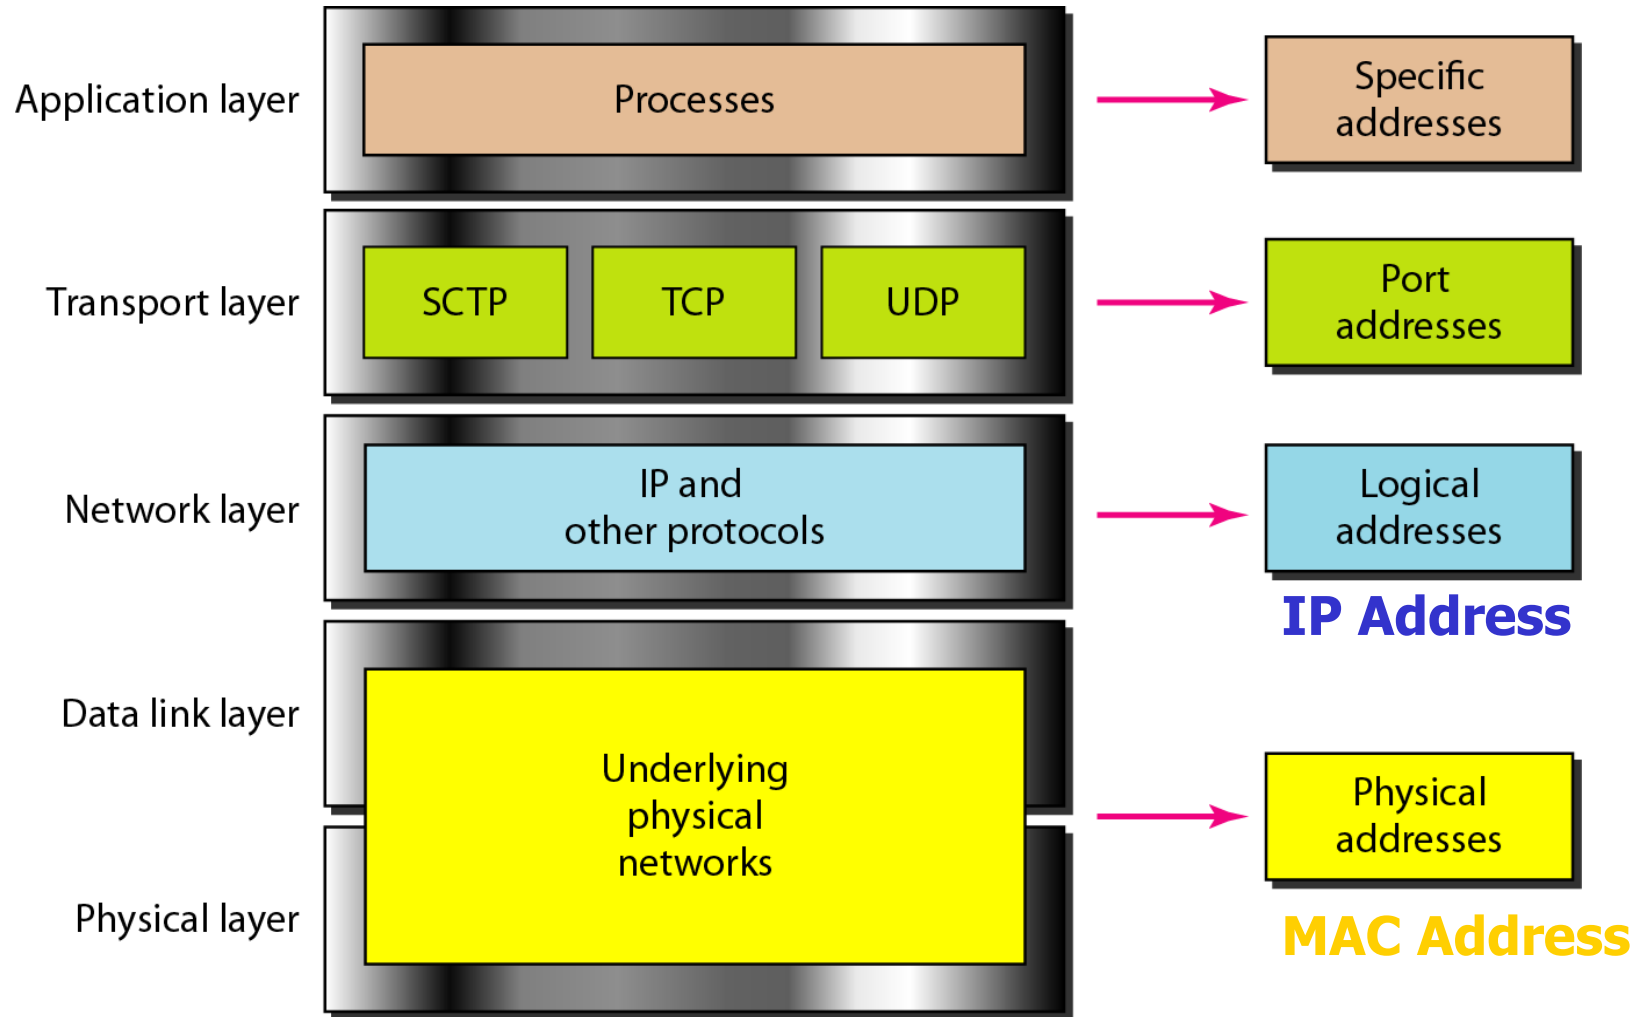 Application layer
Processes
Specific
addresses
Transport layer
SCTP
TCP
UDP
Port
addresses
Network layer
IP and
other protocols
Logical
addresses
IP Address
Data link layer
Underlying
physical
networks
Physical
addresses
Physical layer
MAC Address